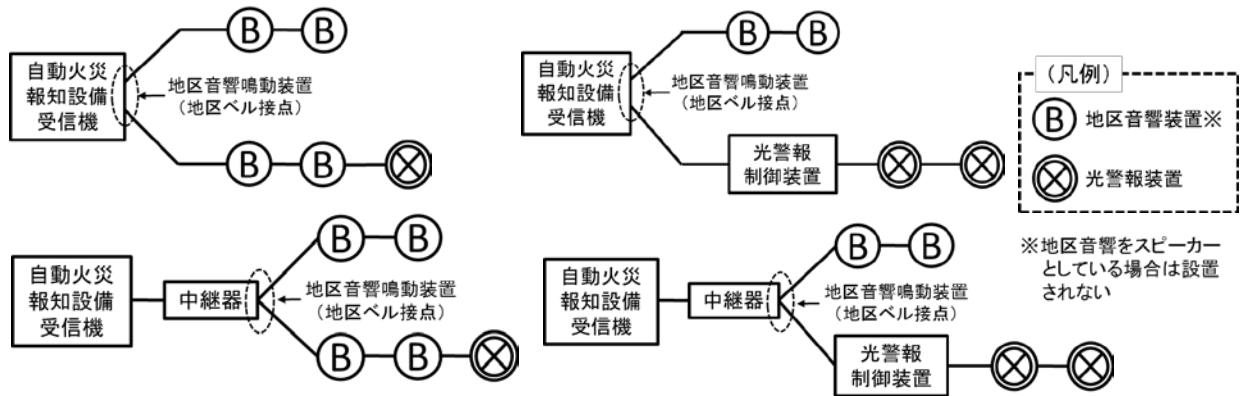 自動火災
報知設備
受信機
B
B
地区音響鳴動装置
(地区ベル接点)
B
B
自動火災
報知設備
受信機
B
B
地区音響鳴動装置
(地区ベル接点)
光警報
制御装置
(凡例)
B 地区音響装置※
光警報装置
※地区音響をスピーカー
としている場合は設置
されない
自動火災
報知設備
受信機
中継器
B
B
地区音響鳴動装置
(地区ベル接点)
B
B
自動火災
報知設備
受信機
中継器
B
B
地区音響鳴動装置
(地区ベル接点)
光警報
制御装置